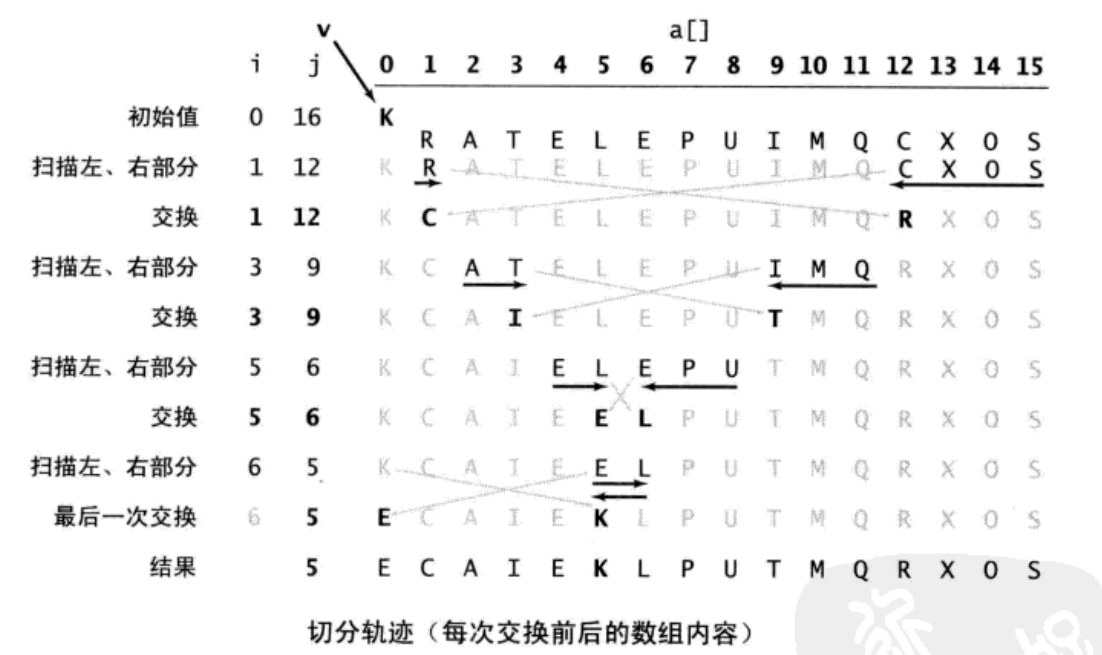 v a[]
i j 0 1 2 3 4 5 6 7 8 9 10 11 12 13 14 15
初始值 0 16 K
R A T E L E P U I M Q C X O S
扫描左、右部分 1 12 K R A T E L E P U I M Q C X O S
交换 1 12 K C A T E L E P U I M Q R X O S
扫描左、右部分 3 9 K C A T E L E P U I M Q R X O S
交换 3 9 K C A I E L E P U T M Q R X O S
扫描左、右部分 5 6 K C A I E L E P U T M Q R X O S
交换 5 6 K C A I E E L P U T M Q R X O S
扫描左、右部分 6 5 K C A I E E L P U T M Q R X O S
最后一次交换 6 5 E C A I E K L P U T M Q R X O S
结果 5 E C A I E K L P U T M Q R X O S
切分轨迹（每次交换前后的数组内容）